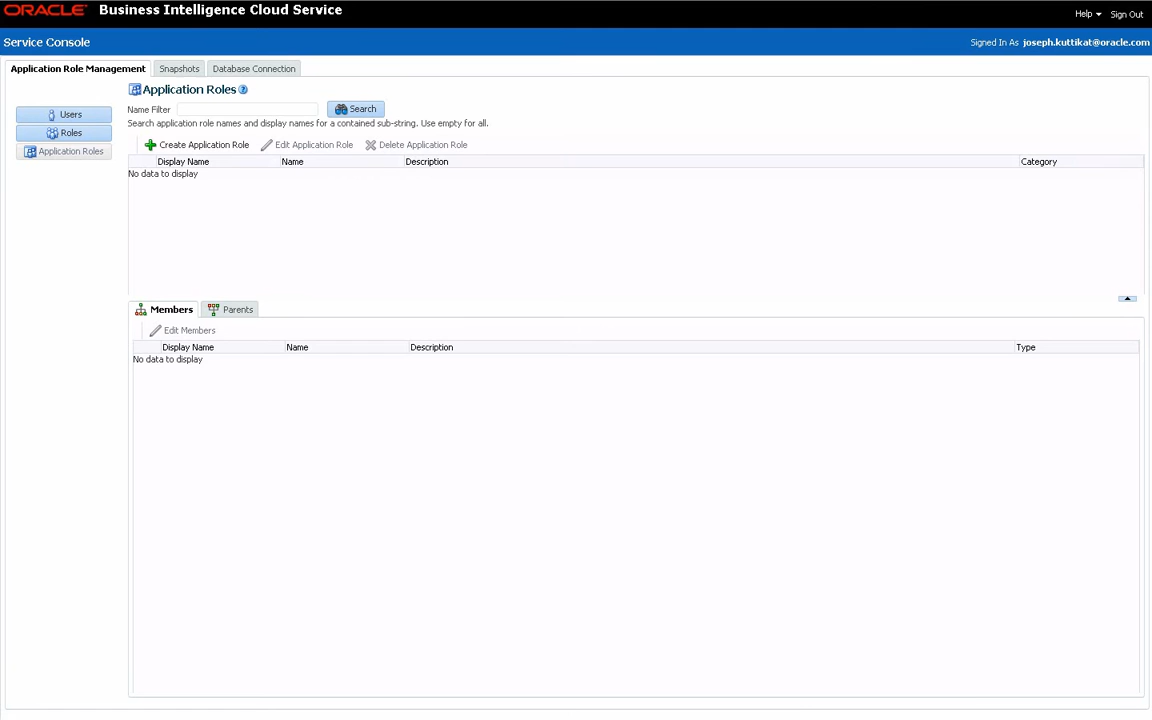 ORACLE Business Intelligence Cloud Service
Help Sign Out
Service Console
Signed In As joseph.kuttikat@oracle.com
Application Role Management Snapshots Database Connection
Users
Roles
Application Roles
Application Roles
Name Filter Search
Search application role names and display names for a contained sub-string. Use empty for all.
Create Application Role Edit Application Role Delete Application Role
Display Name Name Description Category
No data to display
Members Parents
Edit Members
Display Name Name Description Type
No data to display